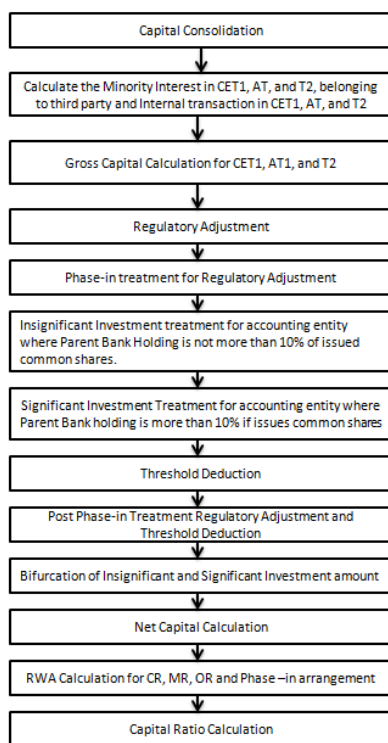 Capital Consolidation
Calculate the Minority Interest in CET1, AT, and T2, belonging
to third party and Internal transaction in CET1, AT, and T2
Gross Capital Calculation for CET1, AT1, and T2
Regulatory Adjustment
Phase-in treatment for Regulatory Adjustment
Insignificant Investment treatment for accounting entity
where Parent Bank Holding is not more than 10% of issued
common shares.
Significant Investment Treatment for accounting entity where
Parent Bank holding is more than 10% if issues common shares
Threshold Deduction
Post Phase-in Treatment Regulatory Adjustment and
Threshold Deduction
Bifurcation of Insignificant and Significant Investment amount
Net Capital Calculation
RWA Calculation for CR, MR, OR and Phase –in arrangement
Capital Ratio Calculation